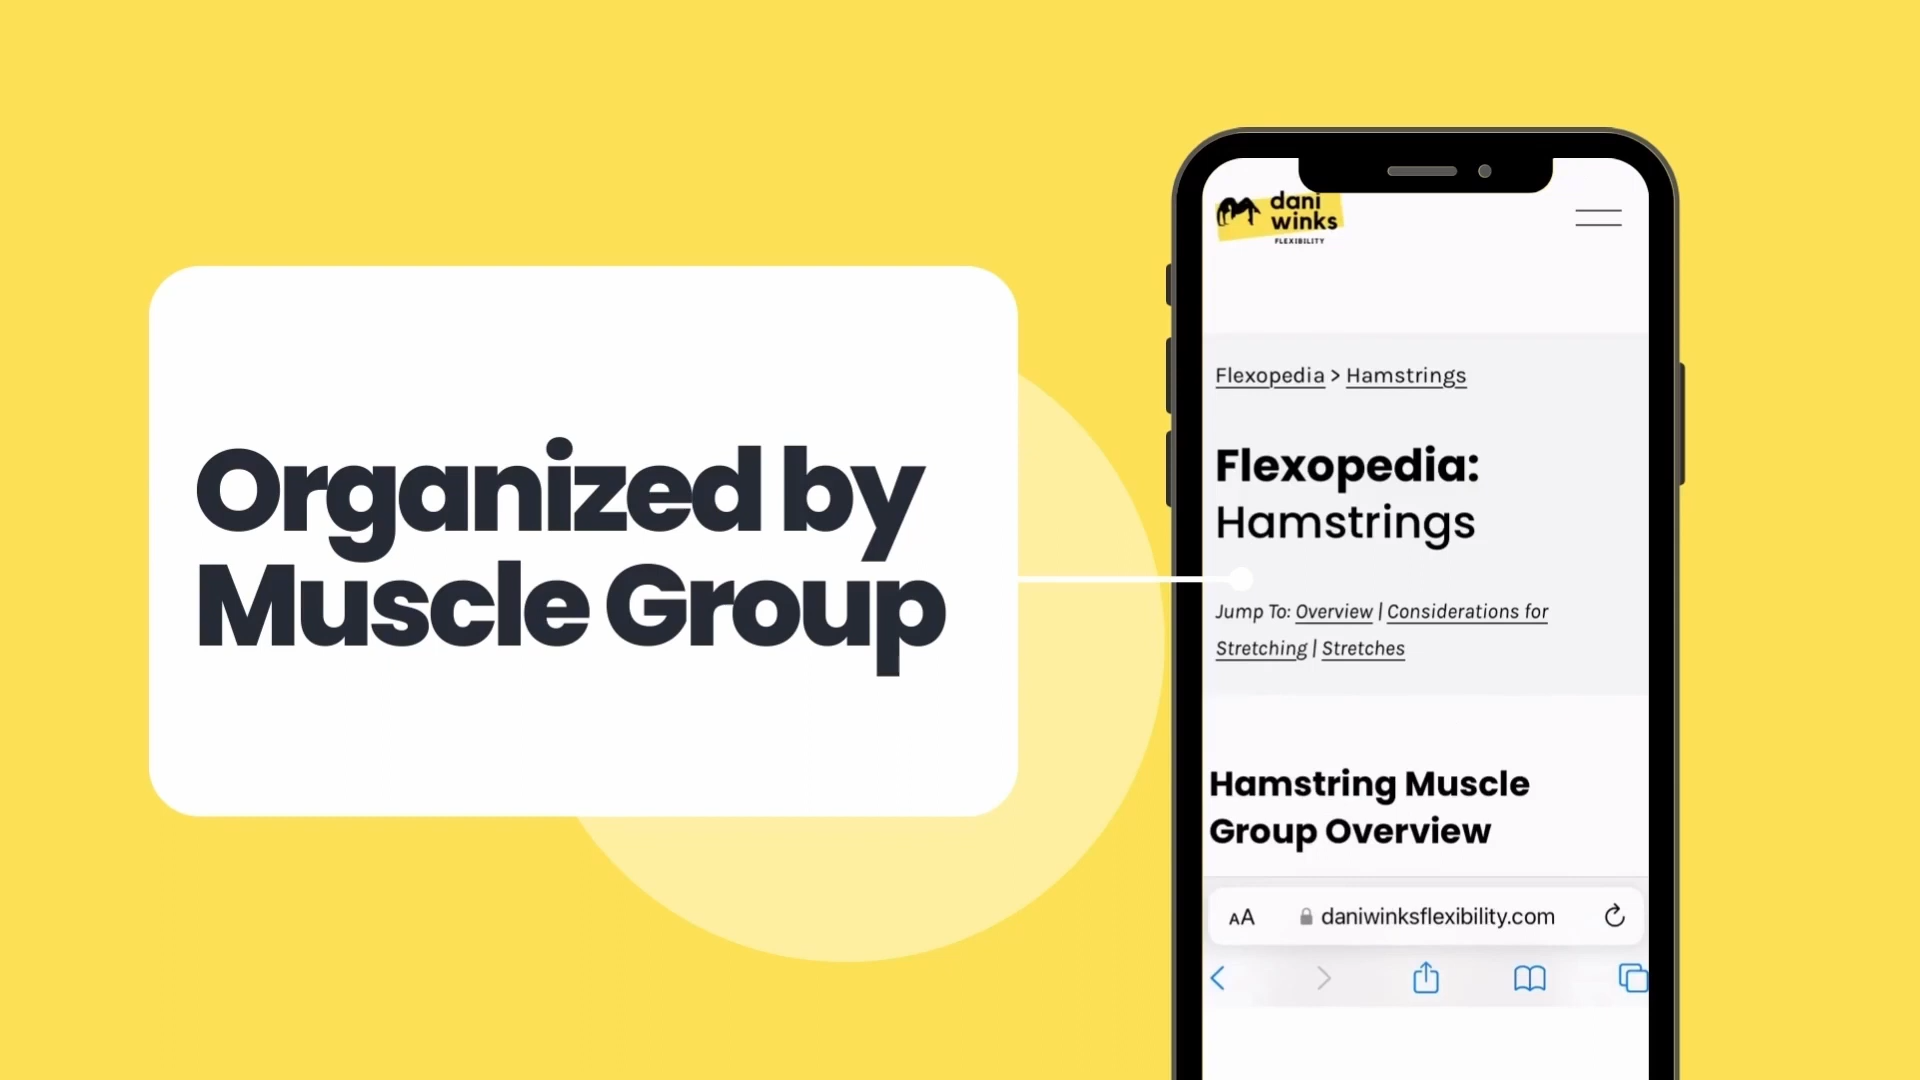 Organized by
Muscle Group
dani
winks
FLEXIBILITY
Flexopedia > Hamstrings
Flexopedia:
Hamstrings
Jump To: Overview | Considerations for
Stretching | Stretches
Hamstring Muscle
Group Overview
AA daniwinksflexibility.com